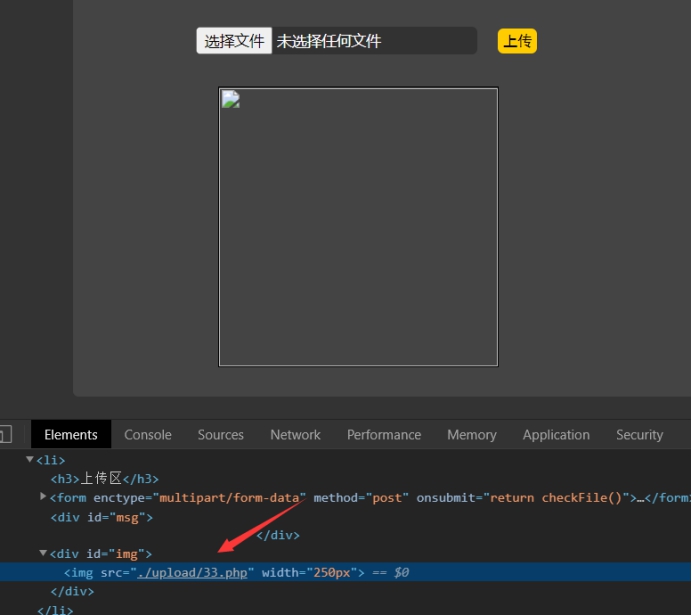 选择文件 未选择任何文件 上传
Elements Console Sources Network Performance Memory Application Security
<li>
<h3>上传区</h3>
<form enctype="multipart/form-data" method="post" onsubmit="return checkFile()">…</form>
<div id="msg">
</div>
<div id="img">
<img src="./upload/33.php" width="250px"> == $0
</div>
</li>